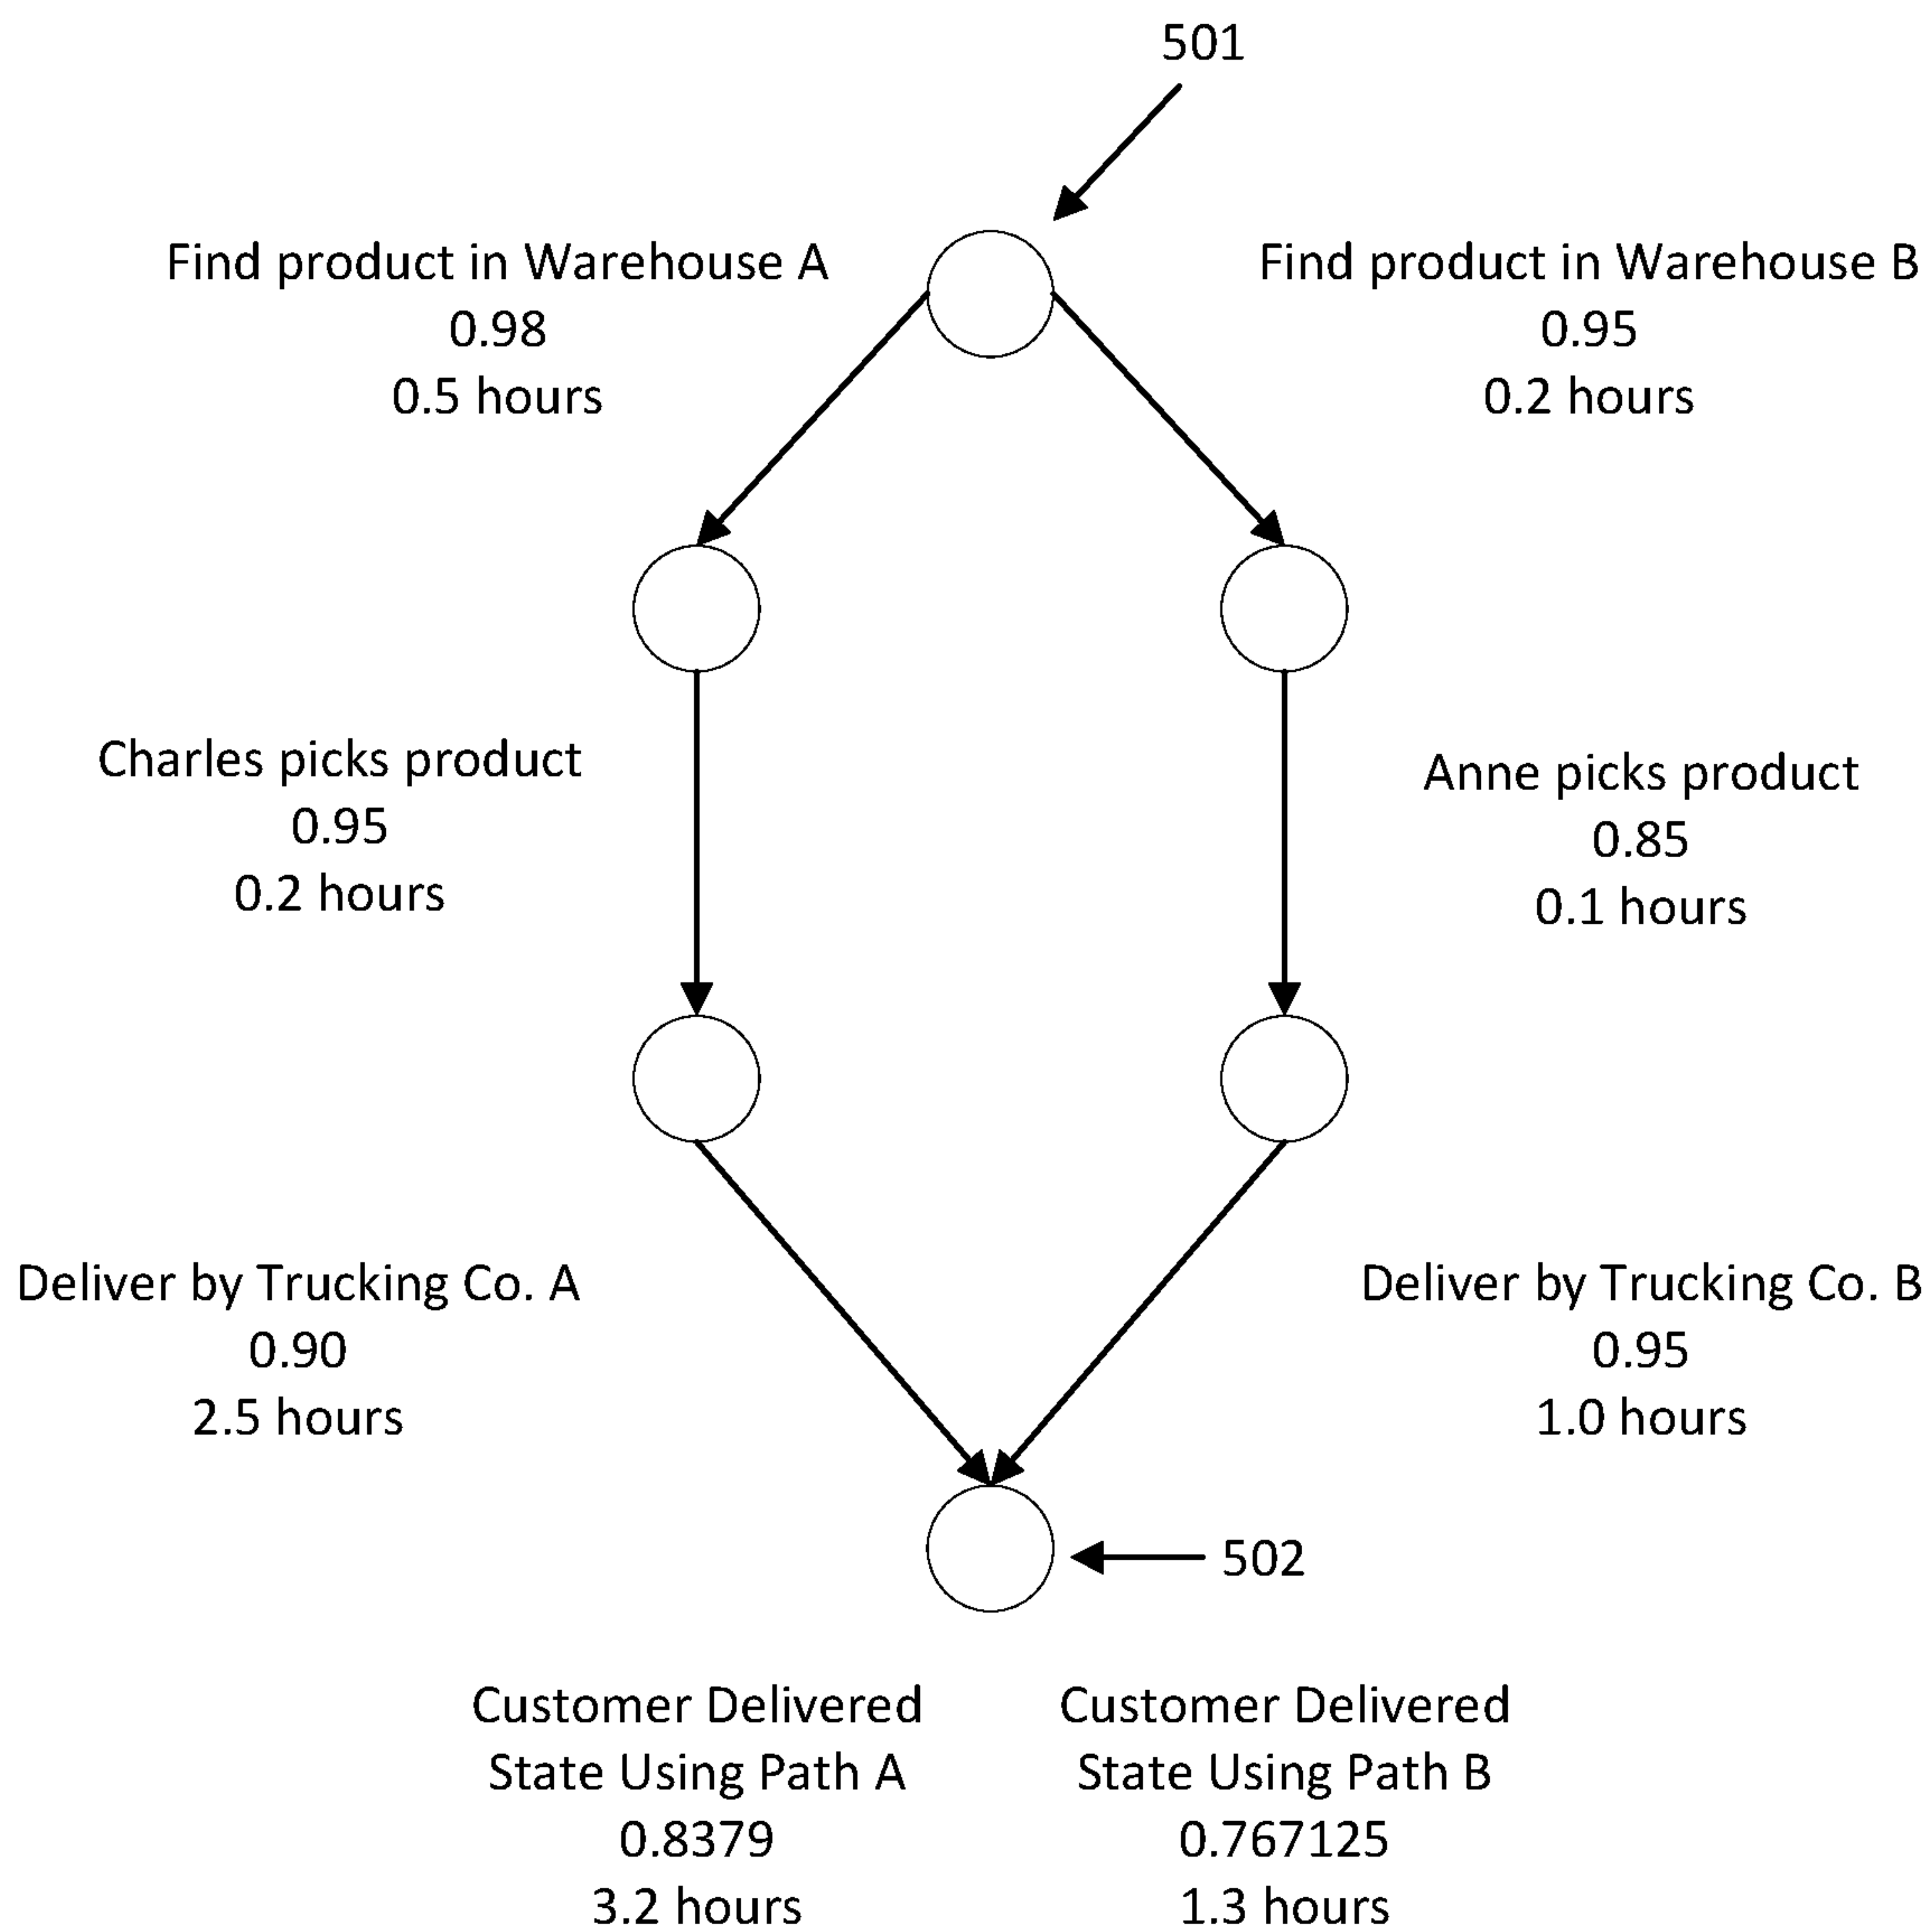 501
Find product in Warehouse A
0.98
0.5 hours
Find product in Warehouse B
0.95
0.2 hours
Charles picks product
0.95
0.2 hours
Anne picks product
0.85
0.1 hours
Deliver by Trucking Co. A
0.90
2.5 hours
Deliver by Trucking Co. B
0.95
1.0 hours
502
Customer Delivered
State Using Path A
0.8379
3.2 hours
Customer Delivered
State Using Path B
0.767125
1.3 hours